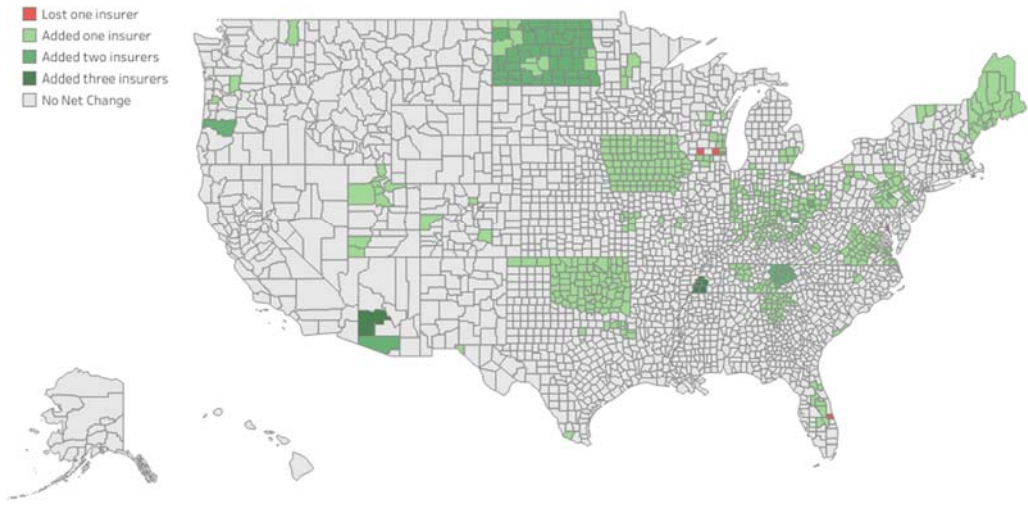 Lost one insurer
Added one insurer
Added two insurers
Added three insurers
No Net Change